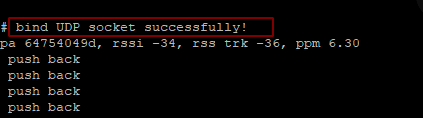 # bind UDP socket successfully!
pa 64754049d, rssi -34, rss trk -36, ppm 6.30
push back
push back
push back
push back